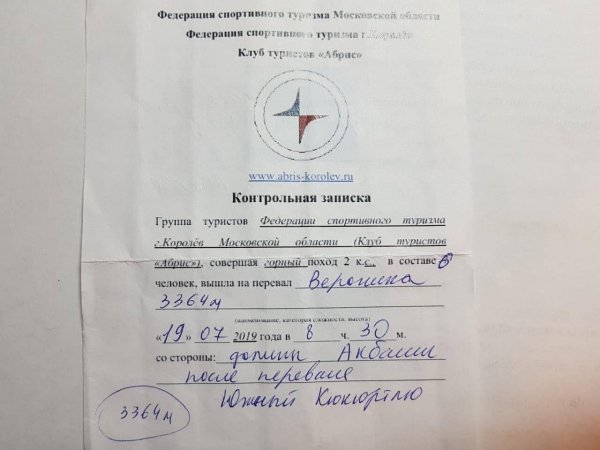 Федерация спортивного туризма Московской области
Федерация спортивного туризма г.Королёв
Клуб туристов «Абрис»
www.abris-korolev.ru
Контрольная записка
Группа туристов Федерации спортивного туризма
г.Королёв Московской области (Клуб туристов
«Абрис»), совершая горный поход 2 к.с., в составе 6
человек, вышла на перевал Вероника
3364м
(наименование, категория сложности, высота)
«19» 07 2019 года в 8 ч. 30 м.
со стороны: долины Акбаши
после перевала
Южный Кюкюртлю
3364м